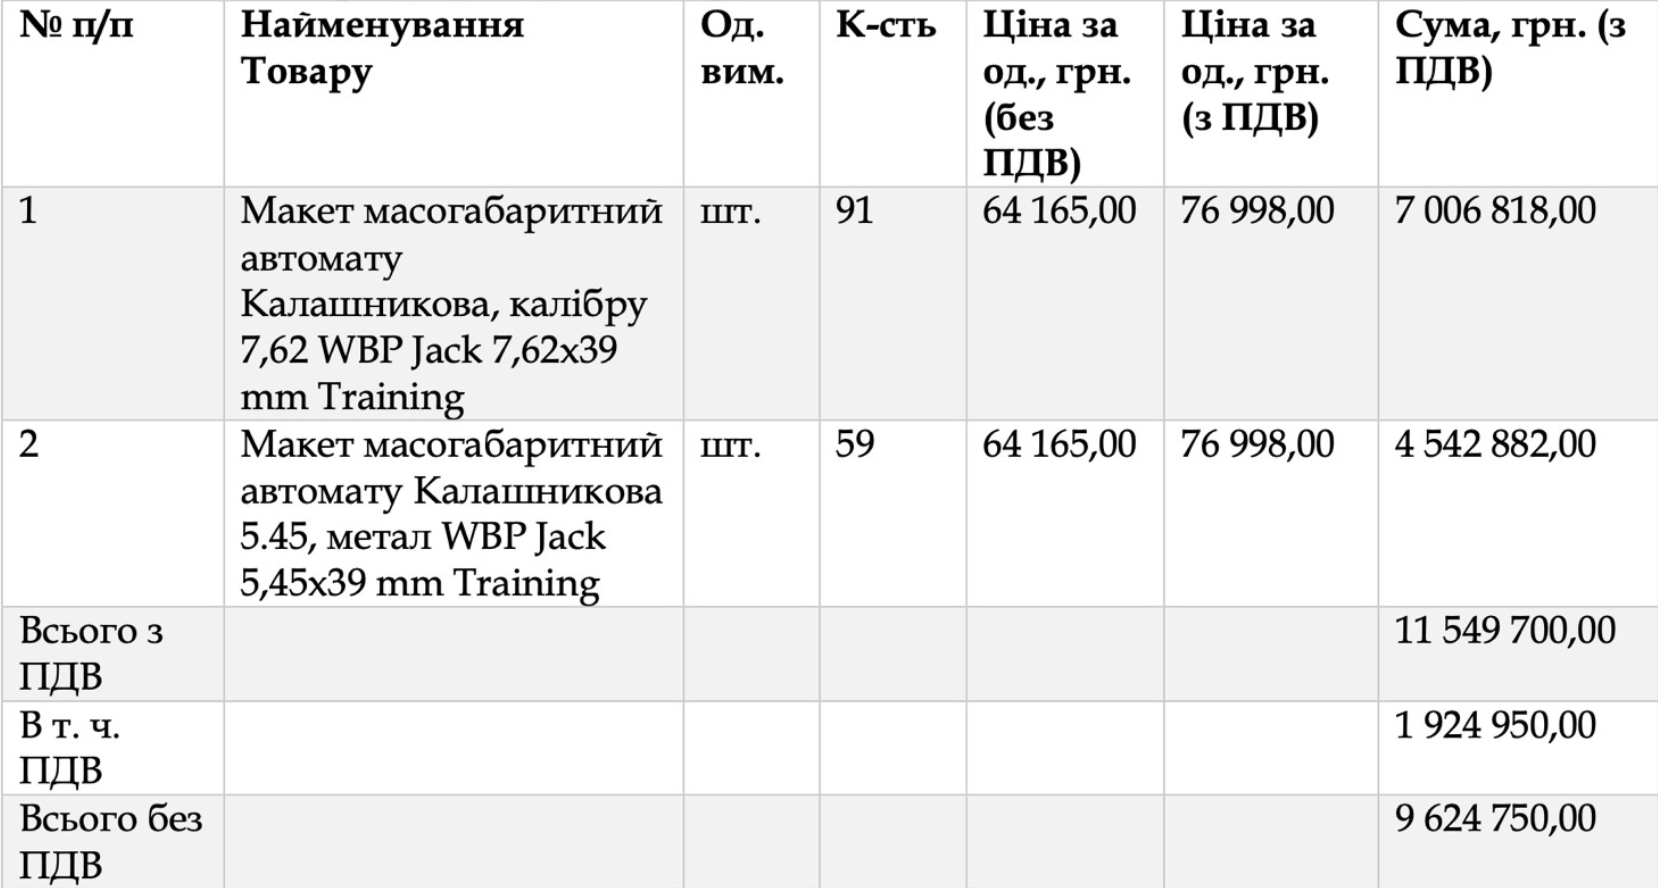 № п/п
Найменування
Товару
Од.
вим.
К-сть
Ціна за
од., грн.
(без
ПДВ)
Ціна за
од., грн.
(з ПДВ)
Сума, грн. (з
ПДВ)
1
Макет масогабаритний
автомату
Калашникова, калібру
7,62 WBP Jack 7,62х39
mm Training
шт.
91
64 165,00
76 998,00
7 006 818,00
2
Макет масогабаритний
автомату Калашникова
5.45, метал WBP Jack
5,45х39 mm Training
шт.
59
64 165,00
76 998,00
4 542 882,00
Всього з
ПДВ
11 549 700,00
В т. ч.
ПДВ
1 924 950,00
Всього без
ПДВ
9 624 750,00